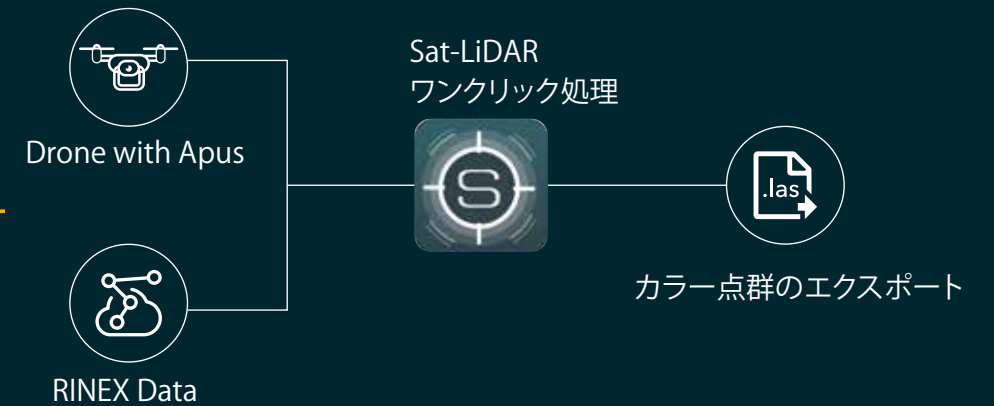 Sat-LiDAR
ワンクリック処理
Drone with Apus
S
.las
カラー点群のエクスポート
RINEX Data